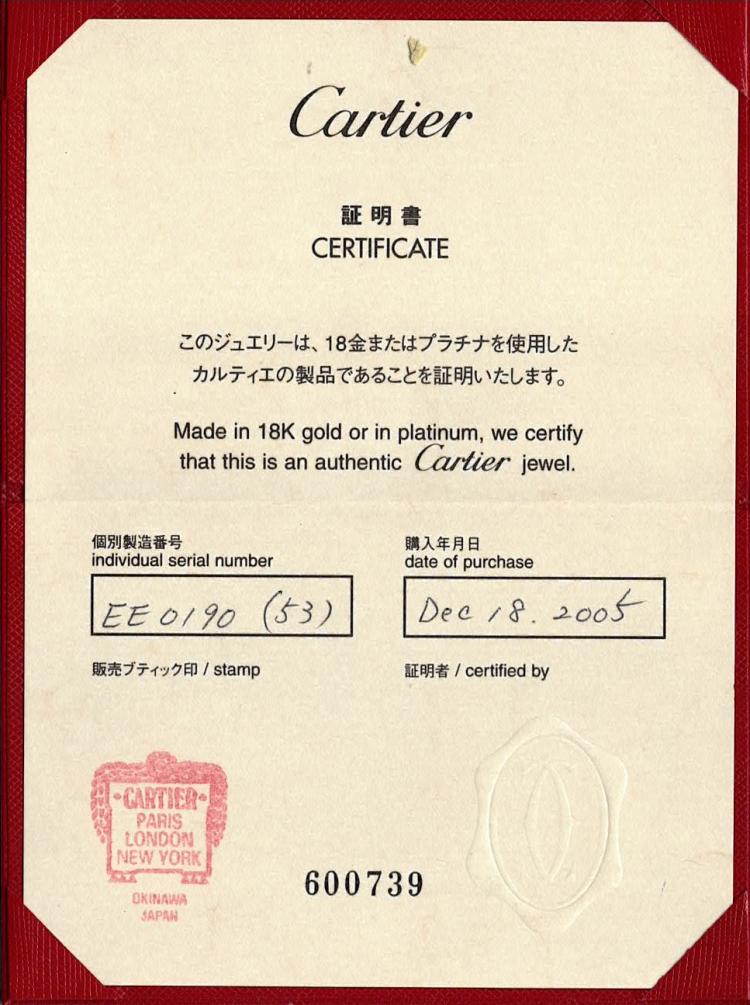 Cartier
証明書
CERTIFICATE
このジュエリーは、18金またはプラチナを使用した
カルティエの製品であることを証明いたします。
Made in 18K gold or in platinum, we certify
that this is an authentic Cartier jewel.
個別製造番号
individual serial number
EE0190 (53)
購入年月日
date of purchase
Dec 18. 2005
販売ブティック印 / stamp
証明者 / certified by
·CARTIER·
PARIS
LONDON
NEW YORK
OKINAWA
JAPAN
600739